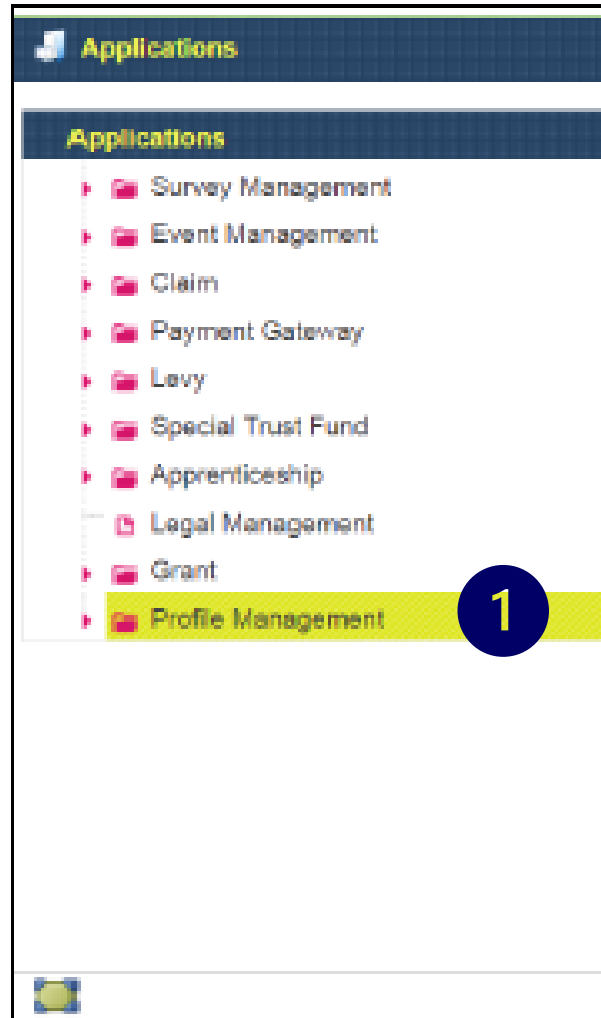 Applications
Applications
Survey Management
Event Management
Claim
Payment Gateway
Levy
Special Trust Fund
Apprenticeship
Legal Management
Grant
Profile Management 1